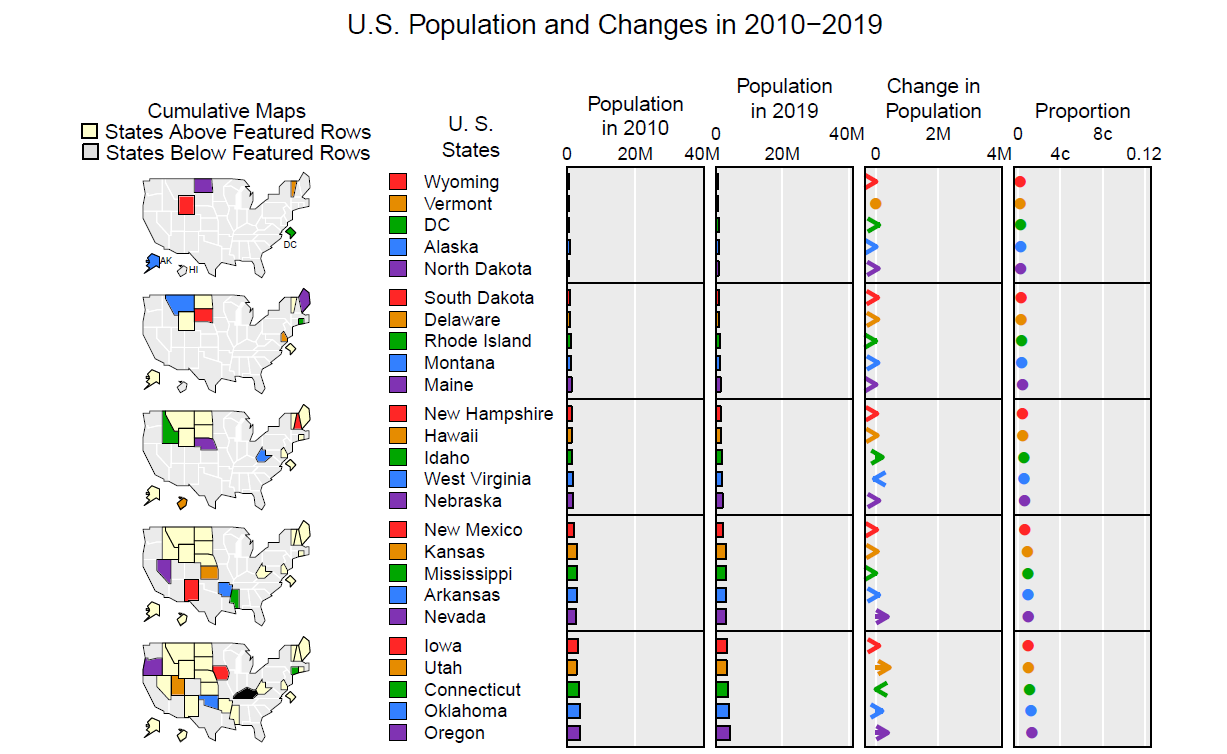 U.S. Population and Changes in 2010−2019
Cumulative Maps
States Above Featured Rows
States Below Featured Rows
U. S.
States
Population
in 2010
0 20M 40M
Population
in 2019
0 20M 40M
Change in
Population
0 2M 4M
Proportion
0 4c 8c 0.12
Wyoming
Vermont
DC
Alaska
North Dakota
AK
HI
DC
South Dakota
Delaware
Rhode Island
Montana
Maine
New Hampshire
Hawaii
Idaho
West Virginia
Nebraska
New Mexico
Kansas
Mississippi
Arkansas
Nevada
Iowa
Utah
Connecticut
Oklahoma
Oregon